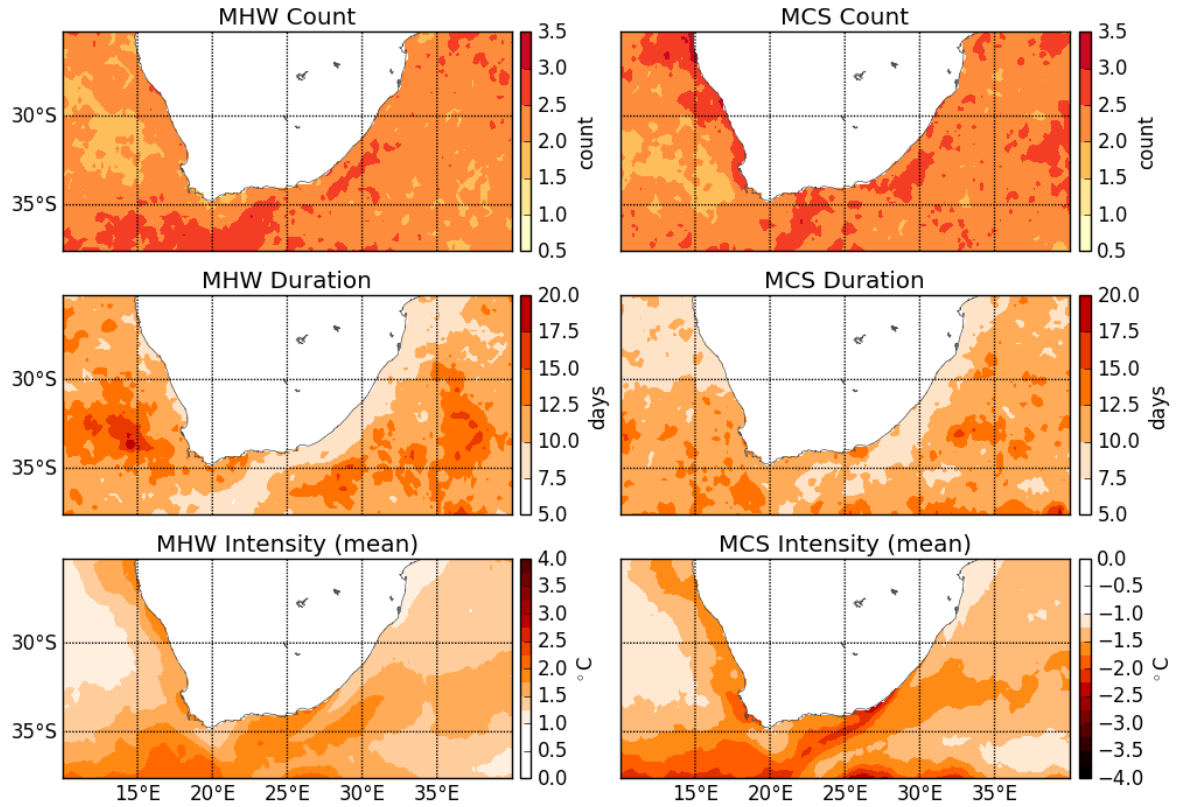 MHW Count
MCS Count
30°S
35°S
3.5
3.0
2.5
2.0
1.5
1.0
0.5
count
3.5
3.0
2.5
2.0
1.5
1.0
0.5
count
MHW Duration
MCS Duration
30°S
35°S
20.0
17.5
15.0
12.5
10.0
7.5
5.0
days
20.0
17.5
15.0
12.5
10.0
7.5
5.0
days
MHW Intensity (mean)
MCS Intensity (mean)
30°S
35°S
4.0
3.5
3.0
2.5
2.0
1.5
1.0
0.5
0.0
°C
0.0
−0.5
−1.0
−1.5
−2.0
−2.5
−3.0
−3.5
−4.0
°C
15°E 20°E 25°E 30°E 35°E
15°E 20°E 25°E 30°E 35°E